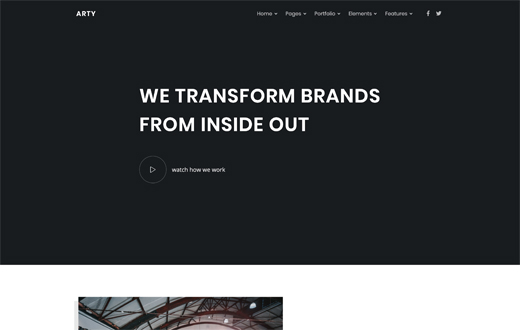 ARTY
Home Pages Portfolio Elements Features
WE TRANSFORM BRANDS
FROM INSIDE OUT
watch how we work